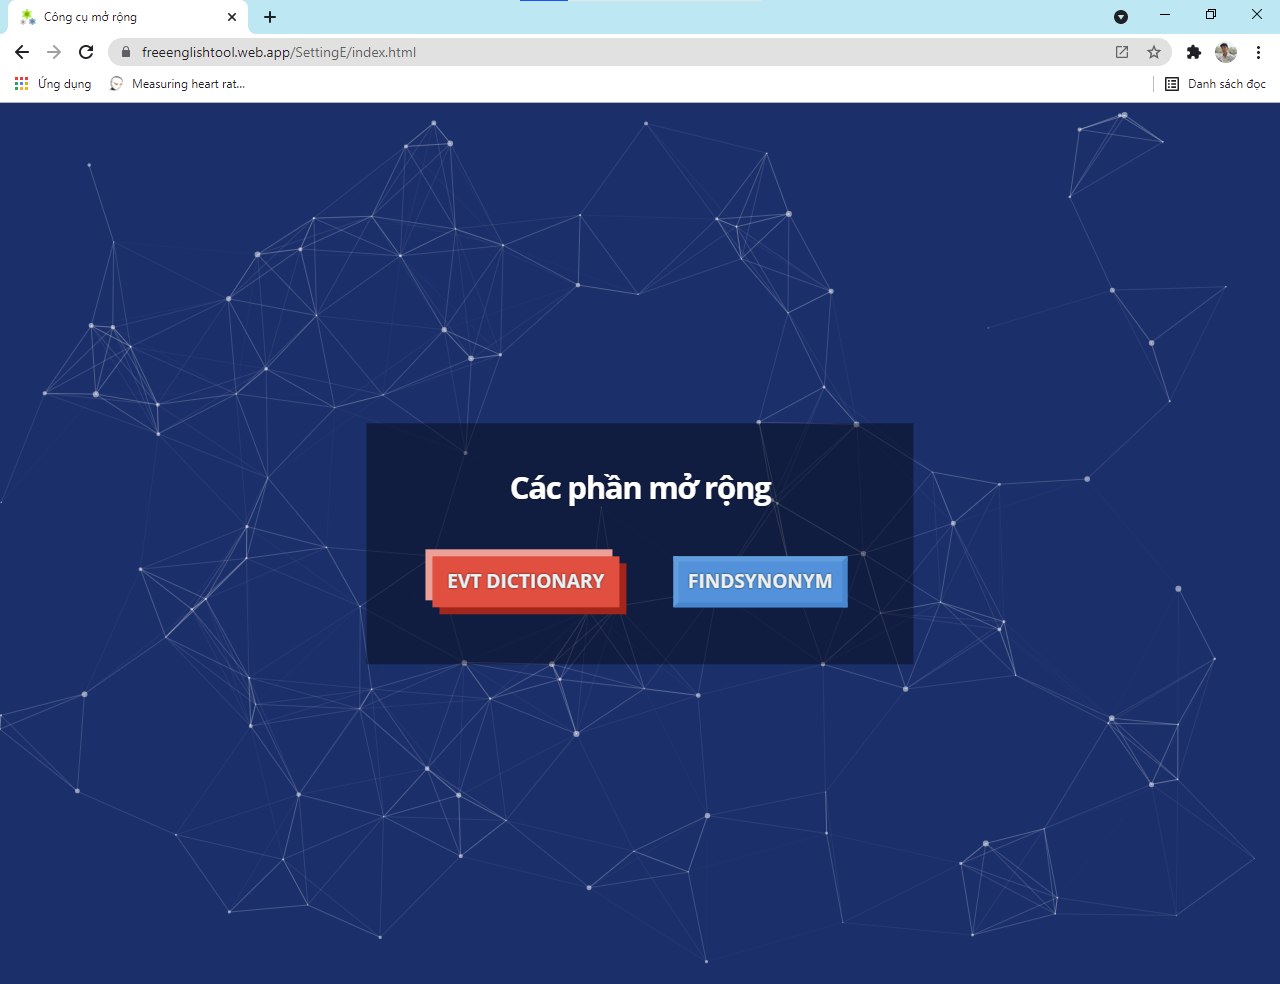 Công cụ mở rộng
freeenglishtool.web.app/SettingE/index.html
Ứng dụng
Measuring heart rat...
Danh sách đọc
Các phần mở rộng
EVT DICTIONARY
FINDSYNONYM